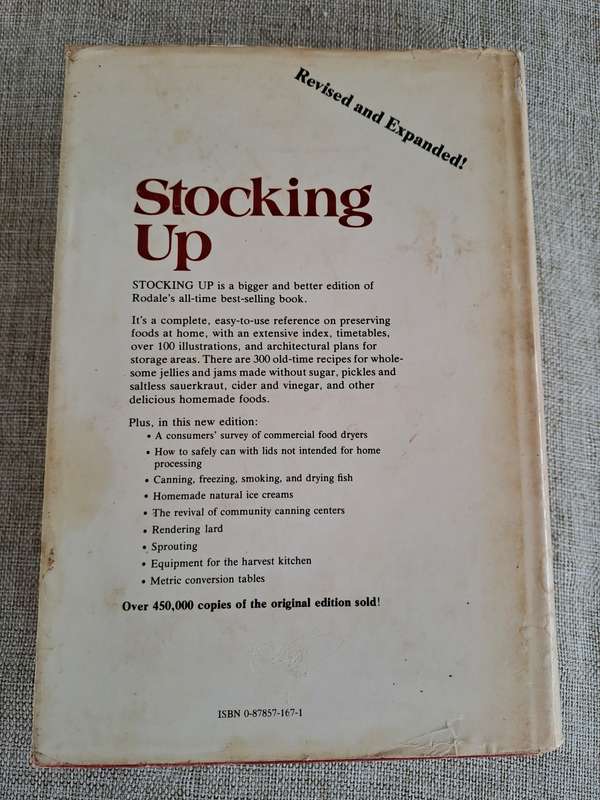 Revised and Expanded!
Stocking
Up
STOCKING UP is a bigger and better edition of
Rodale's all-time best-selling book.
It's a complete, easy-to-use reference on preserving
foods at home, with an extensive index, timetables,
over 100 illustrations, and architectural plans for
storage areas. There are 300 old-time recipes for whole-
some jellies and jams made without sugar, pickles and
saltless sauerkraut, cider and vinegar, and other
delicious homemade foods.
Plus, in this new edition:
• A consumers' survey of commercial food dryers
• How to safely can with lids not intended for home
processing
• Canning, freezing, smoking, and drying fish
• Homemade natural ice creams
• The revival of community canning centers
• Rendering lard
• Sprouting
• Equipment for the harvest kitchen
• Metric conversion tables
Over 450,000 copies of the original edition sold!
ISBN 0-87857-167-1